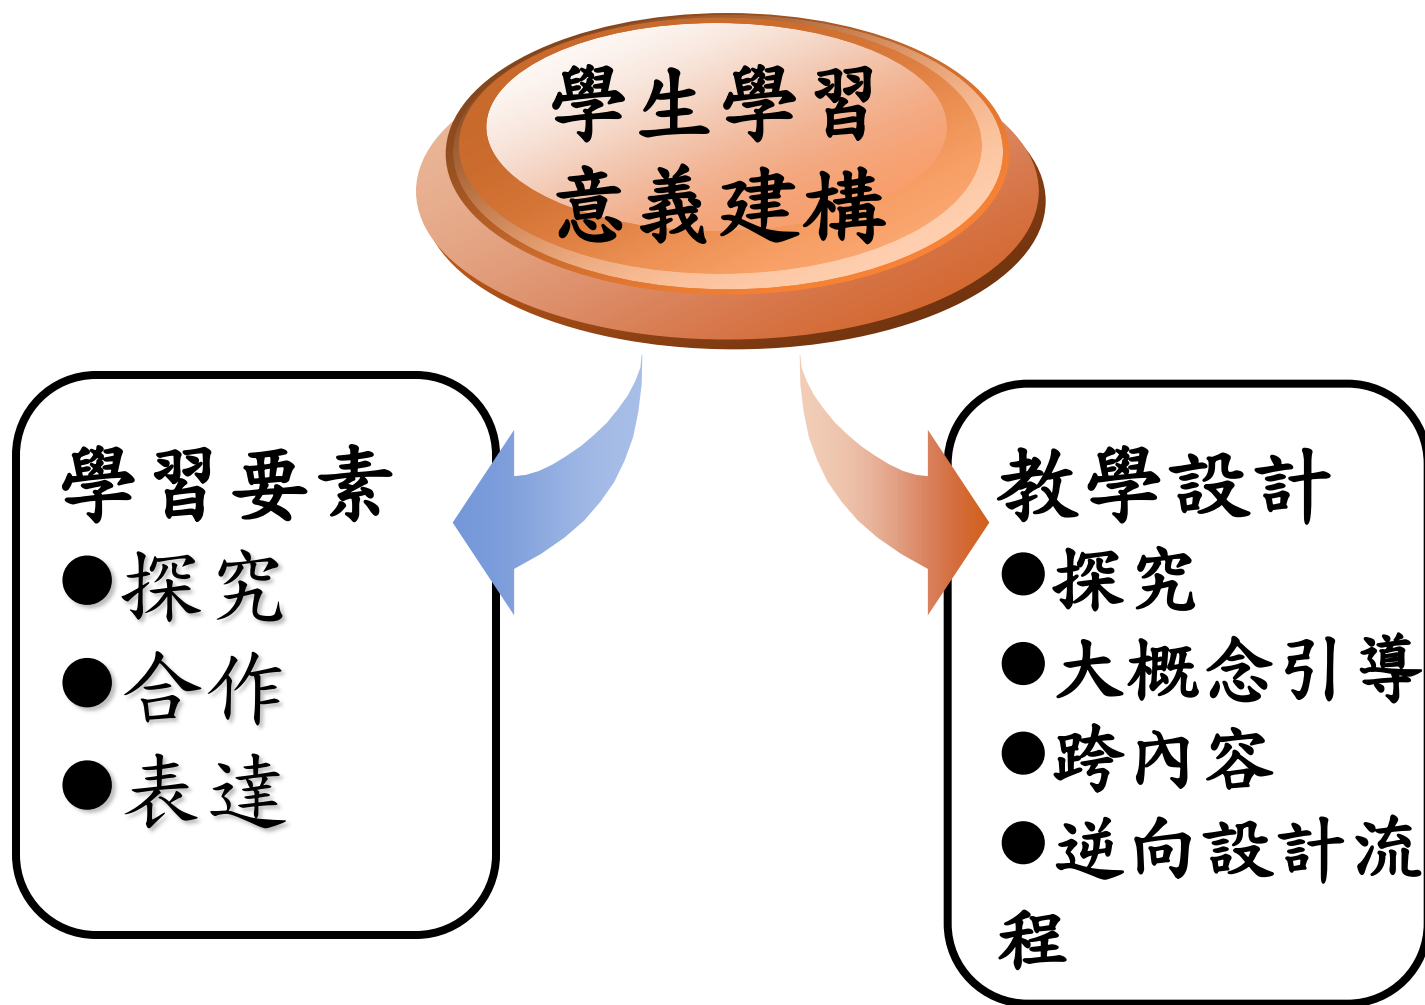 學生學習
意義建構
學習要素
●探究
●合作
●表達
教學設計
●探究
●大概念引導
●跨內容
●逆向設計流
程